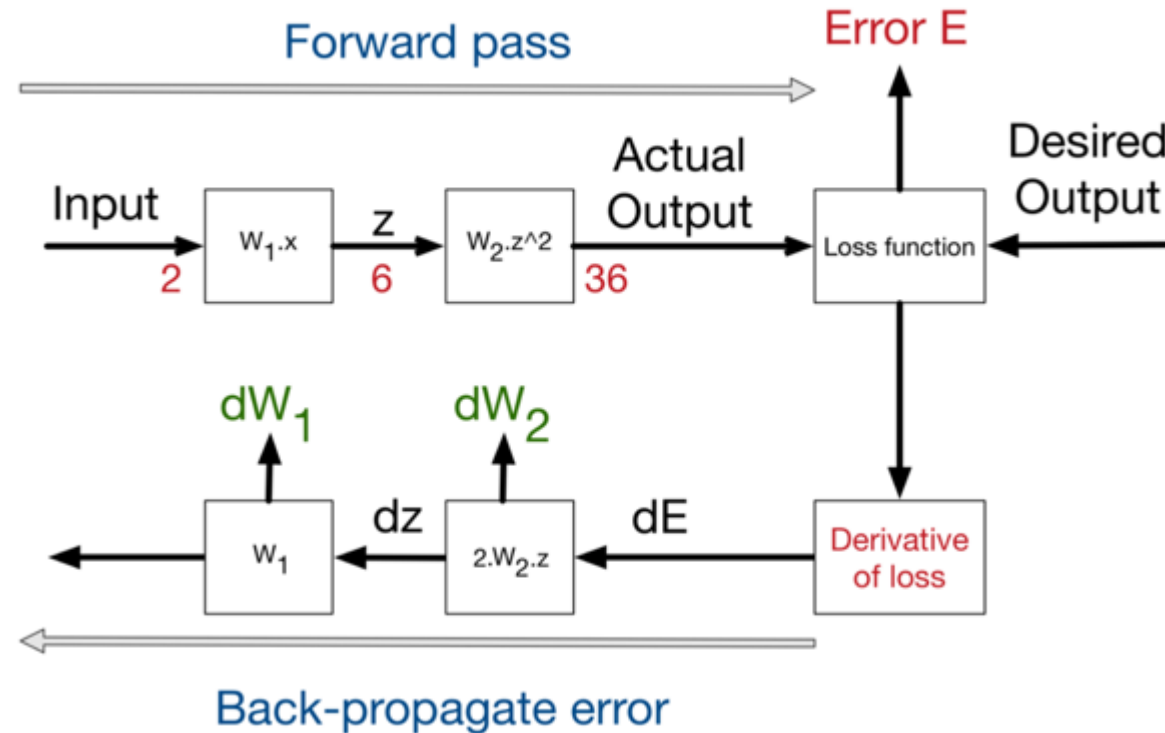 Forward pass
Error E
Input
2
W₁.x
z
6
W₂.z^2
Actual
Output
36
Loss function
Desired
Output
dW₁
dW₂
W₁
dz
2.W₂.z
dE
Derivative
of loss
Back-propagate error